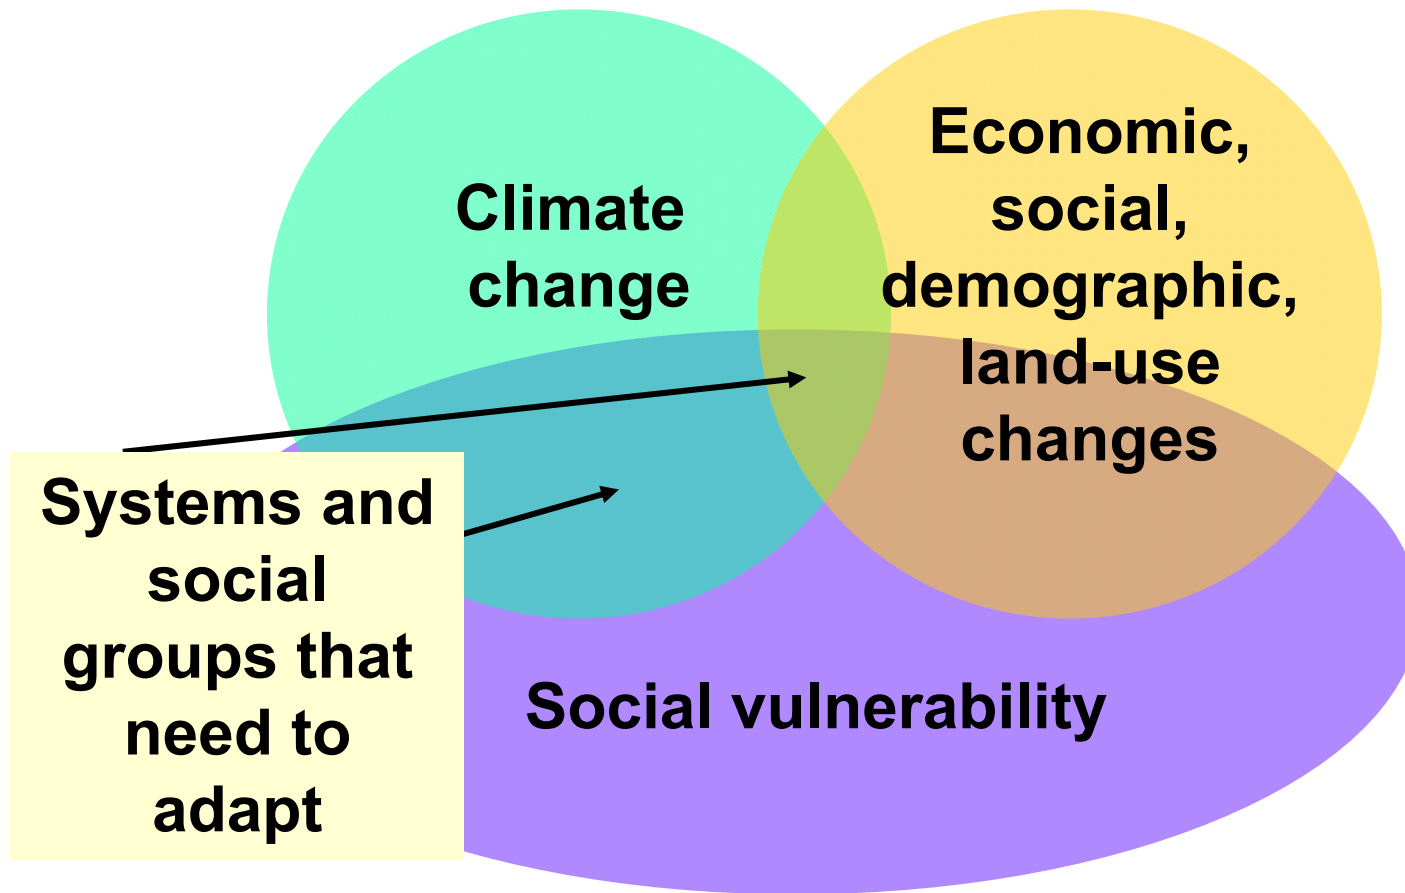 Climate
change
Economic,
social,
demographic,
land-use
changes
Systems and
social
groups that
need to
adapt
Social vulnerability